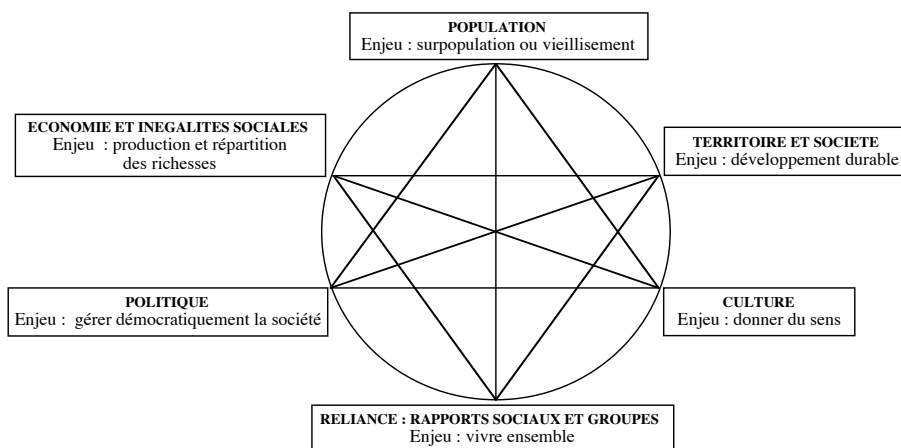 POPULATION
Enjeu : surpopulation ou vieillisement
ECONOMIE ET INEGALITES SOCIALES
Enjeu : production et répartition
des richesses
TERRITOIRE ET SOCIETE
Enjeu : développement durable
POLITIQUE
Enjeu : gérer démocratiquement la société
CULTURE
Enjeu : donner du sens
RELIANCE : RAPPORTS SOCIAUX ET GROUPES
Enjeu : vivre ensemble